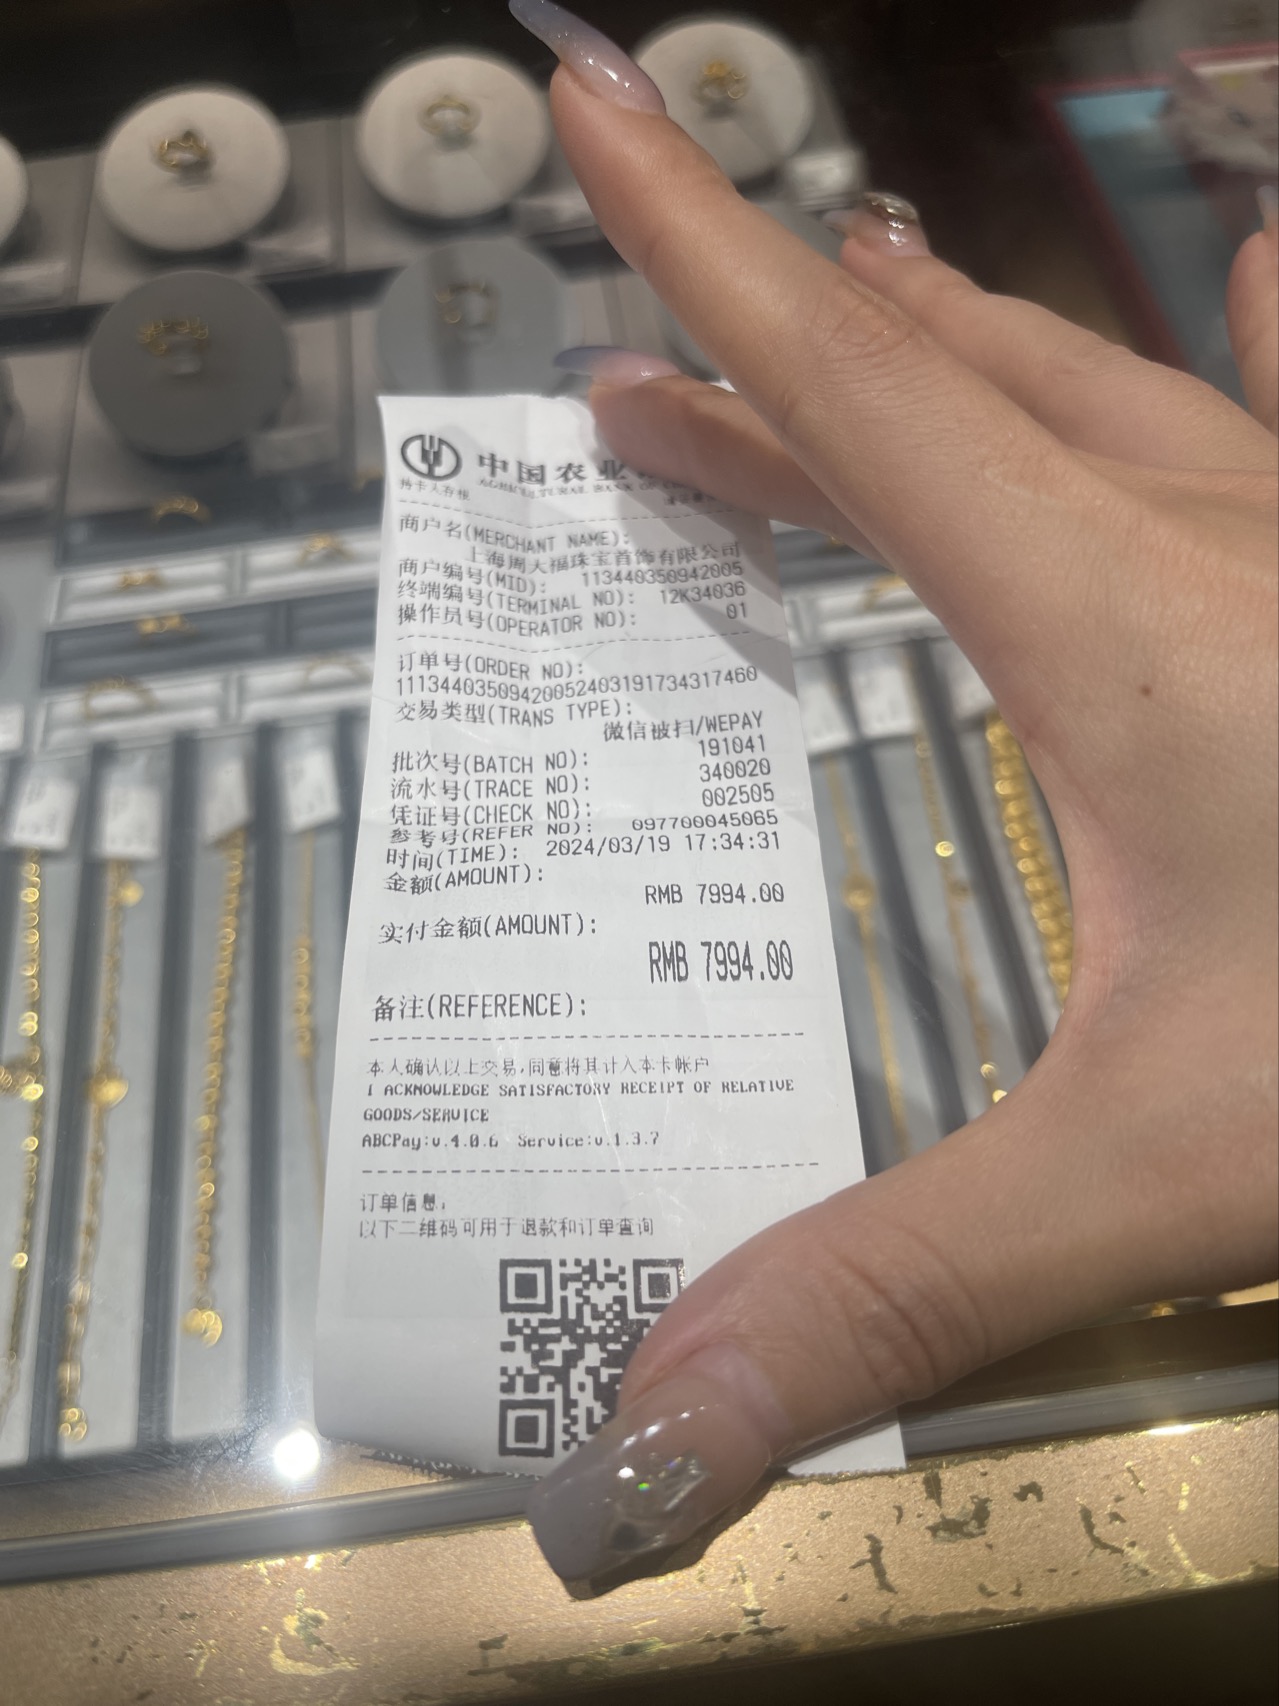 中国农业
AGRICULTURAL BANK OF
持卡人存根
商户名(MERCHANT NAME):
上海周大福珠宝首饰有限公司
商户编号(MID): 113440350942005
终端编号(TERMINAL NO): 12K34036
操作员号(OPERATOR NO): 01
订单号(ORDER NO):
11134403509420052403191734317460
交易类型(TRANS TYPE):
微信被扫/WEPAY
批次号(BATCH NO): 191041
流水号(TRACE NO): 340020
凭证号(CHECK NO): 002505
参考号(REFER NO): 097700045065
时间(TIME): 2024/03/19 17:34:31
金额(AMOUNT):
RMB 7994.00
实付金额(AMOUNT):
RMB 7994.00
备注(REFERENCE):
本人确认以上交易,同意将其计入本卡帐户
I ACKNOWLEDGE SATISFACTORY RECEIPT OF RELATIVE
GOODS/SERVICE
ABCPay:v.4.0.6 Service:v.1.3.7
订单信息:
以下二维码可用于退款和订单查询